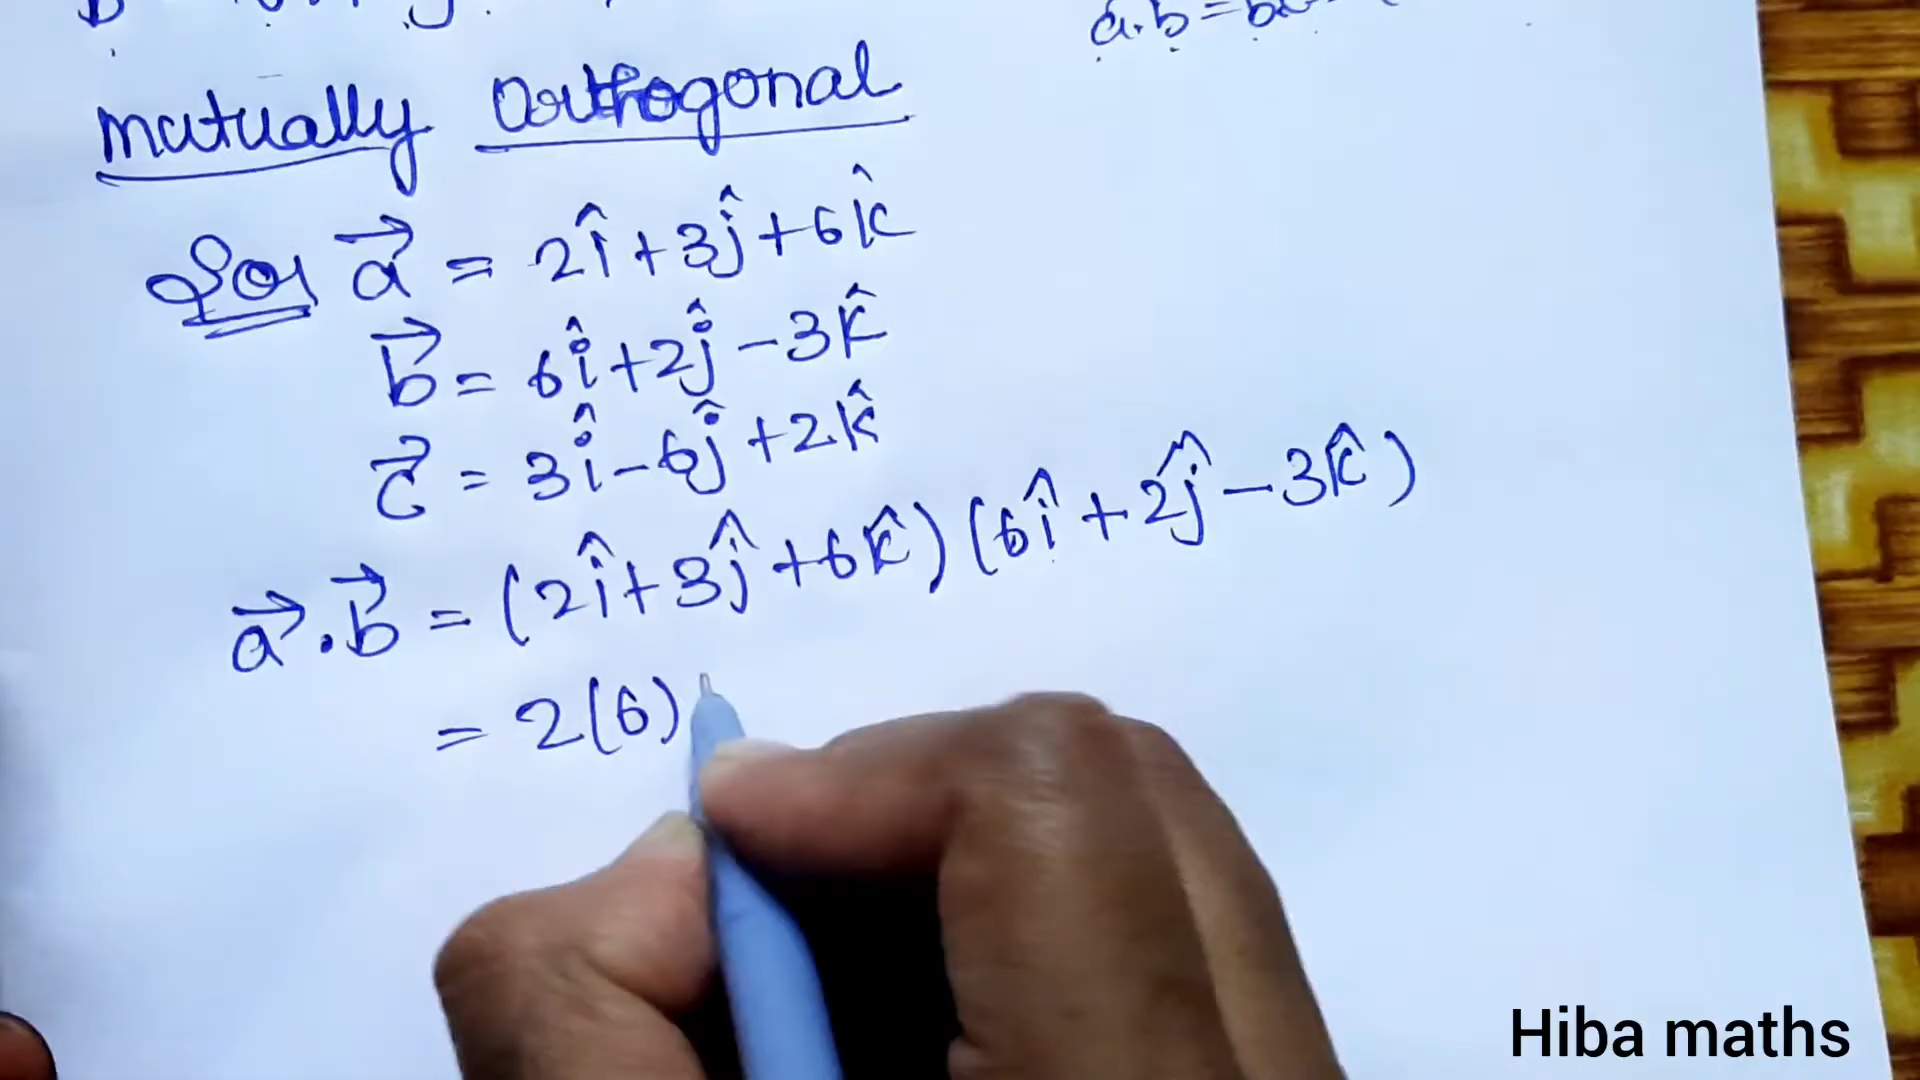 a.b =
Mutually Orthogonal
Sol a⃗ = 2î + 3ĵ + 6k̂
b⃗ = 6î + 2ĵ - 3k̂
c⃗ = 3î - 6ĵ + 2k̂
a⃗ . b⃗ = (2î + 3ĵ + 6k̂) (6î + 2ĵ - 3k̂)
= 2(6)
Hiba maths